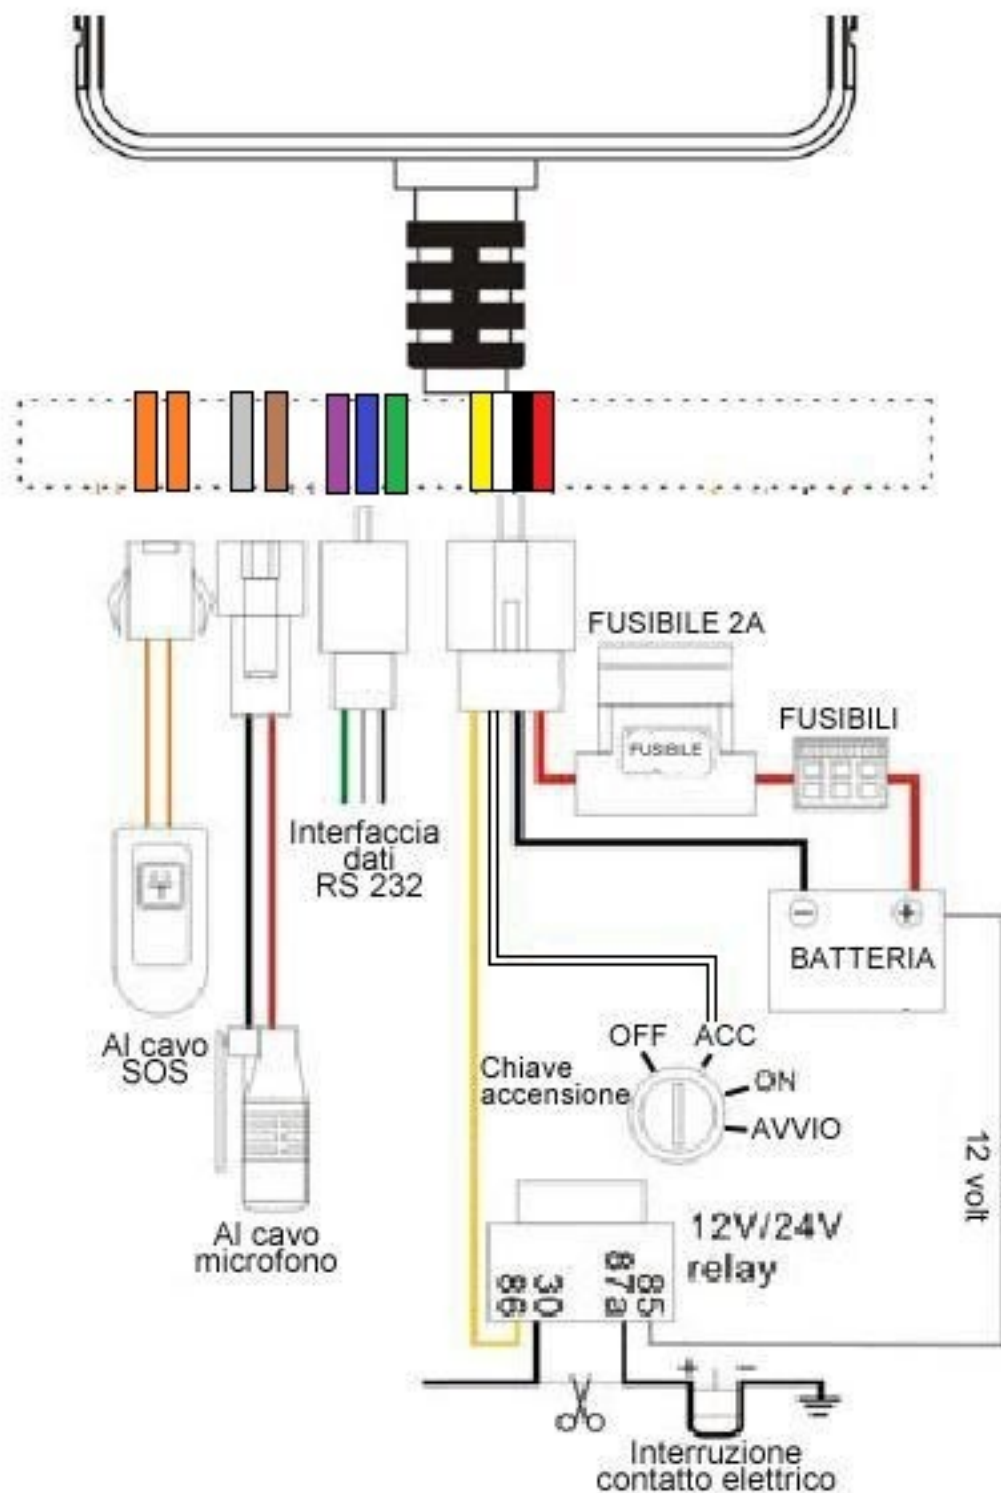 FUSIBILE 2A
FUSIBILI
FUSIBILE
Interfaccia
dati
RS 232
BATTERIA
Al cavo
SOS
OFF
ACC
Chiave
accensione
ON
AVVIO
12 volt
Al cavo
microfono
12V/24V
relay
86
30
87a
85
+
-
Interruzione
contatto elettrico